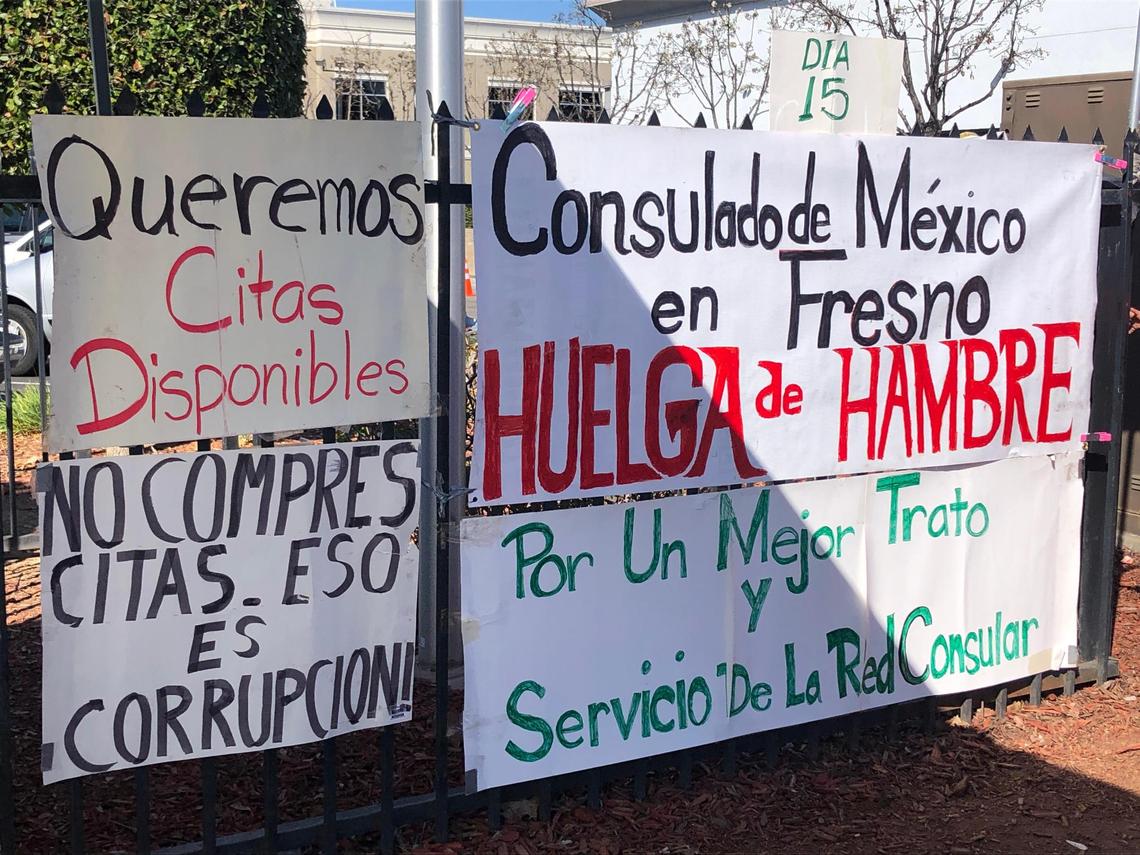 Queremos
Citas
Disponibles
NO COMPRES
CITAS. ESO
ES
CORRUPCION!
DIA
15
Consulado de México
en Fresno
HUELGA de HAMBRE
Por Un Mejor Trato
y
Servicio De La Red Consular